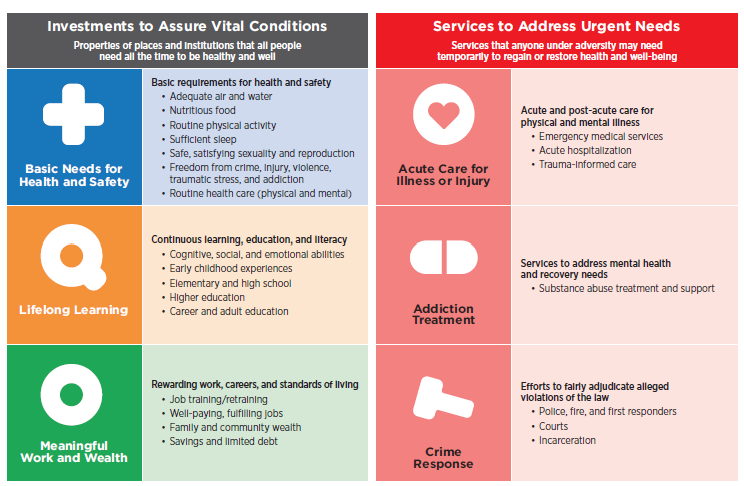 Investments to Assure Vital Conditions
Properties of places and institutions that all people
need all the time to be healthy and well
Basic Needs for
Health and Safety
Basic requirements for health and safety
• Adequate air and water
• Nutritious food
• Routine physical activity
• Sufficient sleep
• Safe, satisfying sexuality and reproduction
• Freedom from crime, injury, violence,
traumatic stress, and addiction
• Routine health care (physical and mental)
Lifelong Learning
Continuous learning, education, and literacy
• Cognitive, social, and emotional abilities
• Early childhood experiences
• Elementary and high school
• Higher education
• Career and adult education
Meaningful
Work and Wealth
Rewarding work, careers, and standards of living
• Job training/retraining
• Well-paying, fulfilling jobs
• Family and community wealth
• Savings and limited debt
Services to Address Urgent Needs
Services that anyone under adversity may need
temporarily to regain or restore health and well-being
Acute Care for
Illness or Injury
Acute and post-acute care for
physical and mental illness
• Emergency medical services
• Acute hospitalization
• Trauma-informed care
Addiction
Treatment
Services to address mental health
and recovery needs
• Substance abuse treatment and support
Crime
Response
Efforts to fairly adjudicate alleged
violations of the law
• Police, fire, and first responders
• Courts
• Incarceration